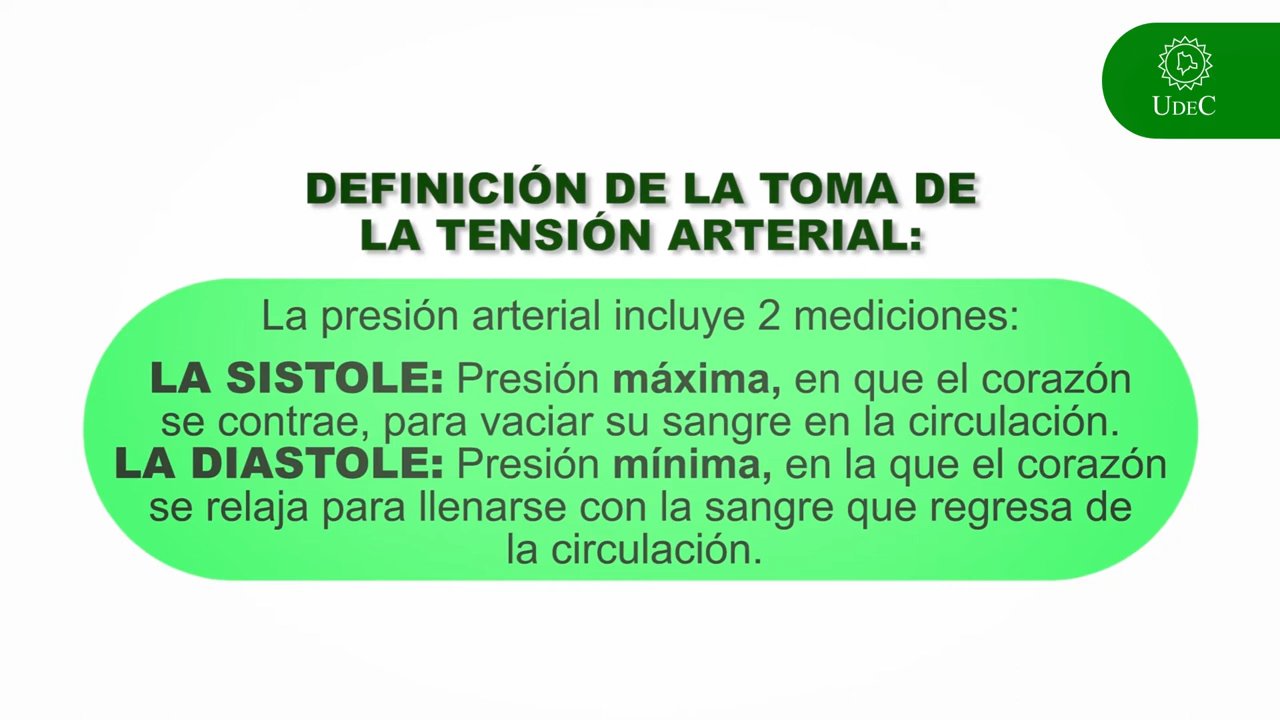 UDEC
DEFINICIÓN DE LA TOMA DE
LA TENSIÓN ARTERIAL:
La presión arterial incluye 2 mediciones:
LA SISTOLE: Presión máxima, en que el corazón
se contrae, para vaciar su sangre en la circulación.
LA DIASTOLE: Presión mínima, en la que el corazón
se relaja para llenarse con la sangre que regresa de
la circulación.